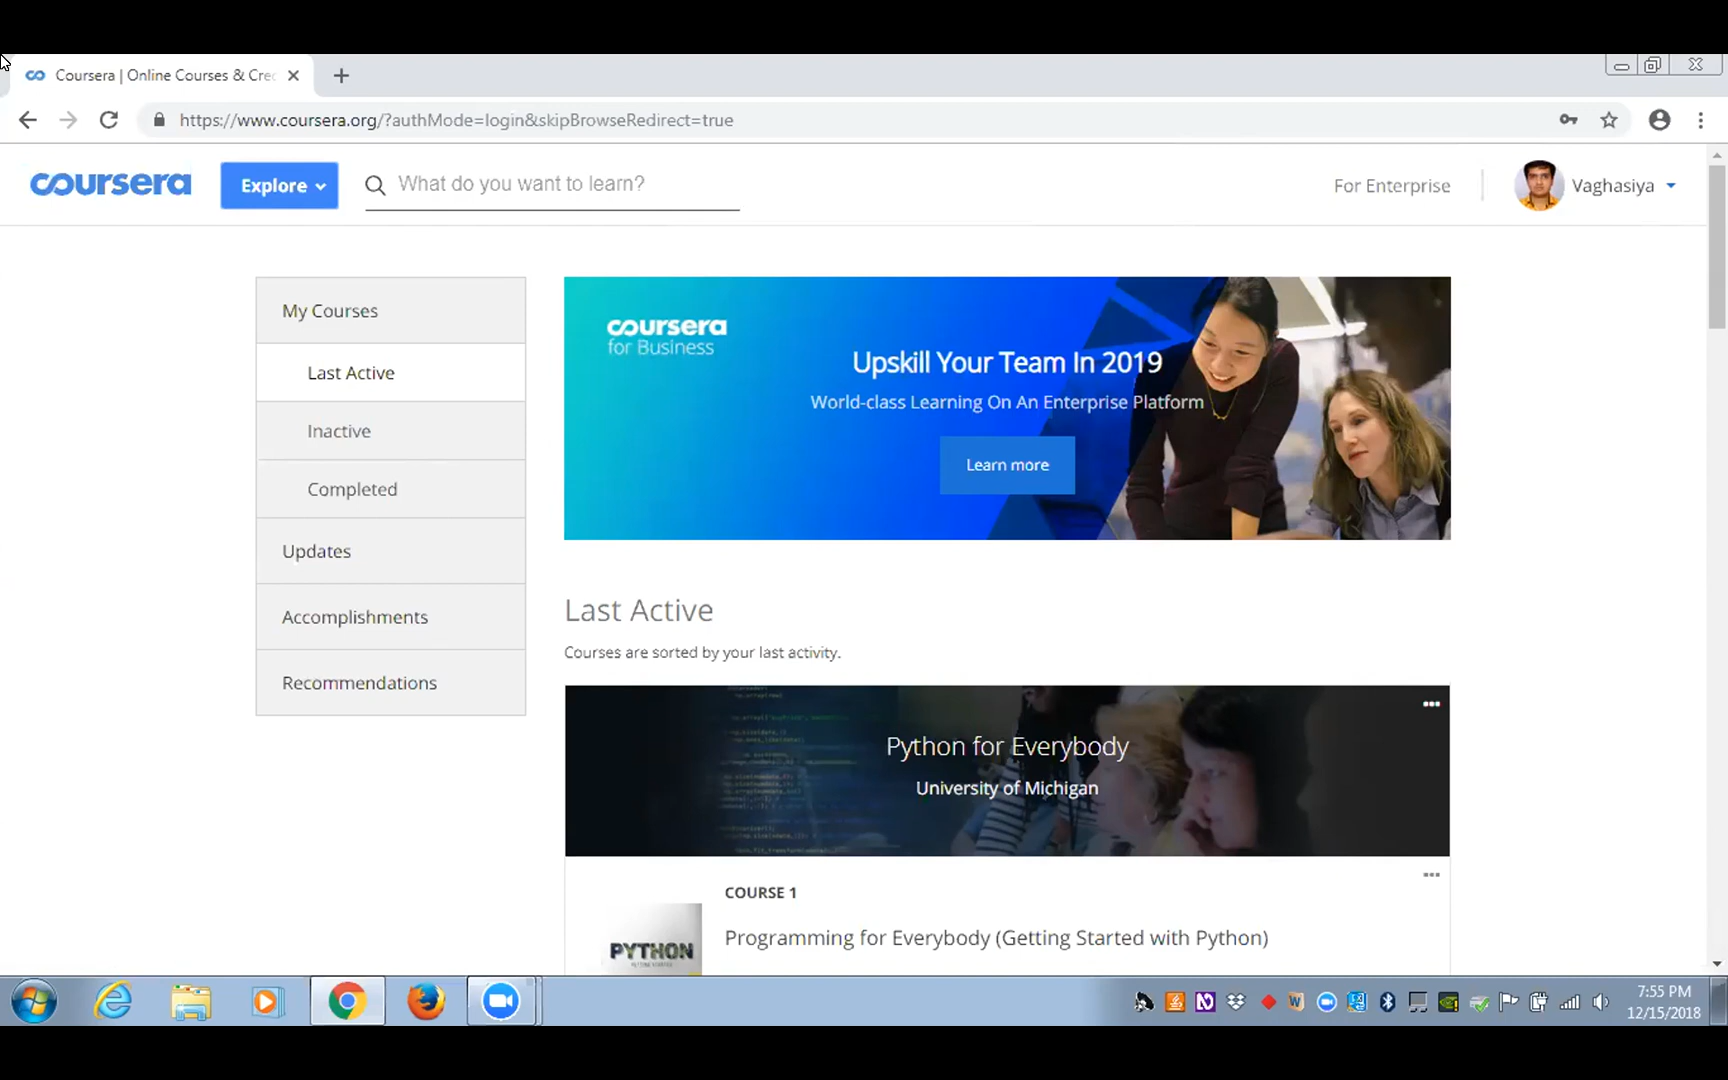 Coursera | Online Courses & Cre
https://www.coursera.org/?authMode=login&skipBrowseRedirect=true
coursera
Explore
What do you want to learn?
For Enterprise
Vaghasiya
My Courses
Last Active
Inactive
Completed
Updates
Accomplishments
Recommendations
coursera
for Business
Upskill Your Team In 2019
World-class Learning On An Enterprise Platform
Learn more
Last Active
Courses are sorted by your last activity.
Python for Everybody
University of Michigan
COURSE 1
Programming for Everybody (Getting Started with Python)
PYTHON
7:55 PM
12/15/2018